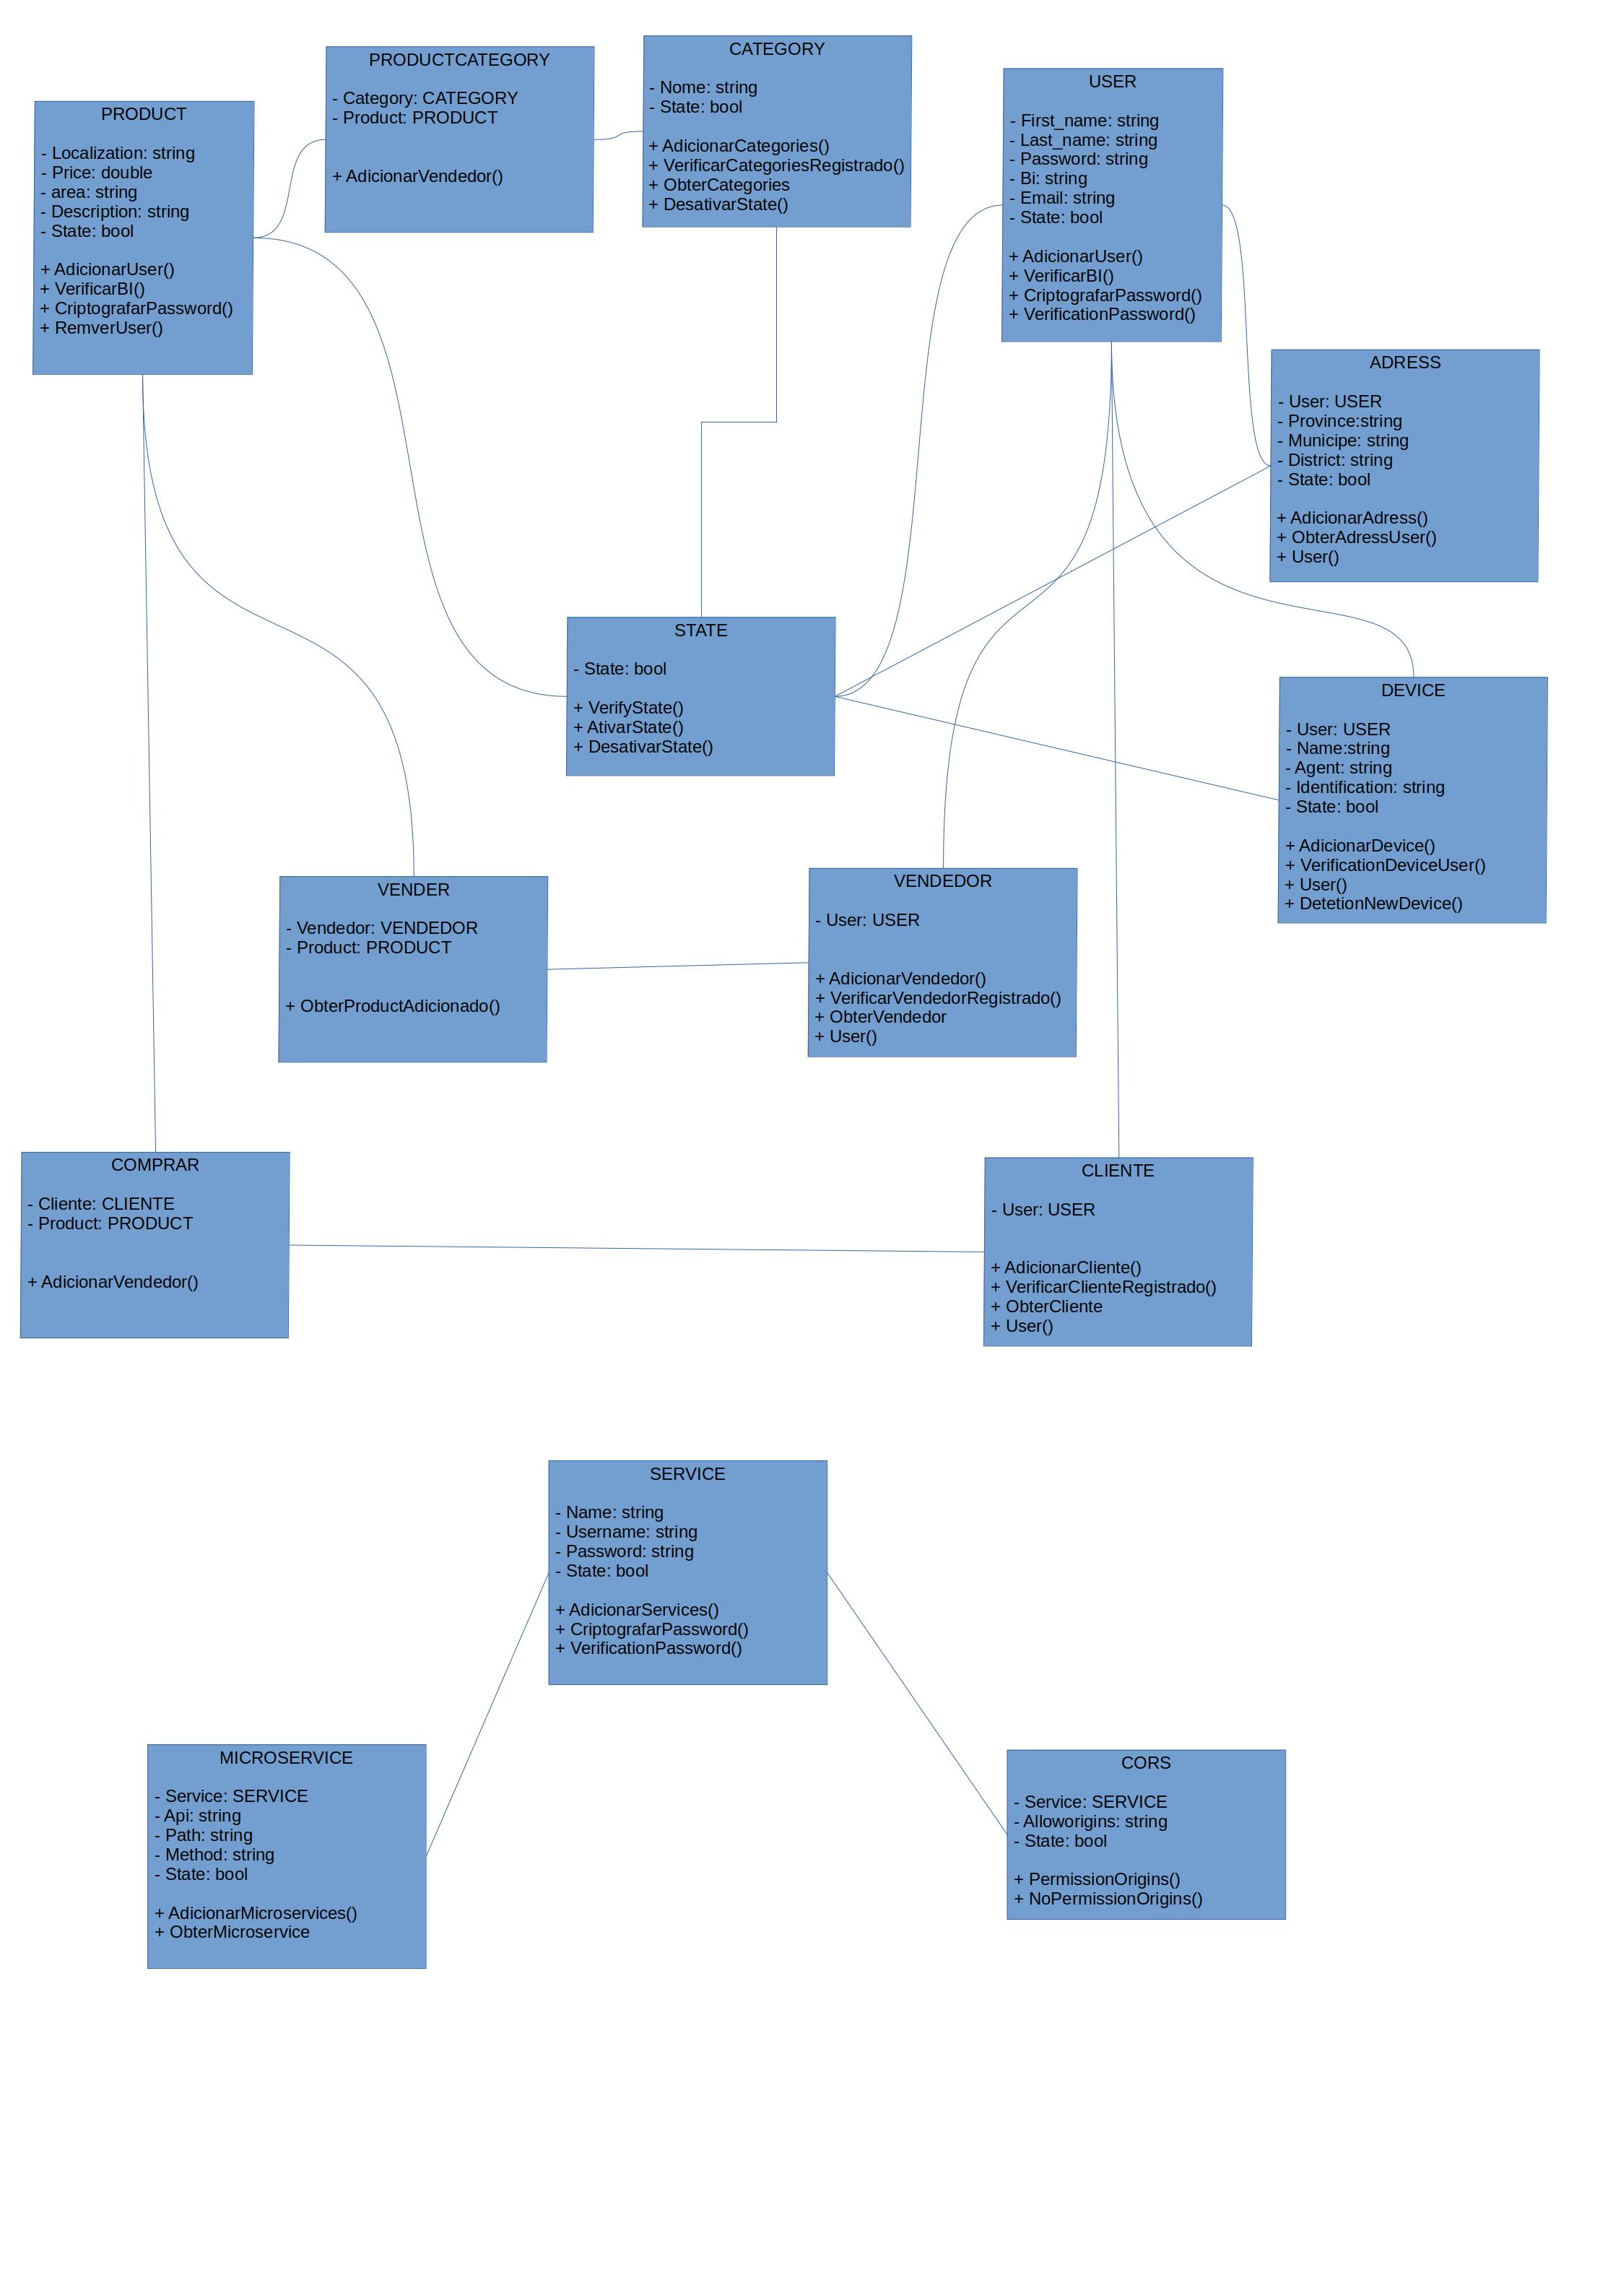 PRODUCT
- Localization: string
- Price: double
- area: string
- Description: string
- State: bool
+ AdicionarUser()
+ VerificarBI()
+ CriptografarPassword()
+ RemverUser()
PRODUCTCATEGORY
- Category: CATEGORY
- Product: PRODUCT
+ AdicionarVendedor()
CATEGORY
- Nome: string
- State: bool
+ AdicionarCategories()
+ VerificarCategoriesRegistrado()
+ ObterCategories
+ DesativarState()
USER
- First_name: string
- Last_name: string
- Password: string
- Bi: string
- Email: string
- State: bool
+ AdicionarUser()
+ VerificarBI()
+ CriptografarPassword()
+ VerificationPassword()
ADRESS
- User: USER
- Province:string
- Municipe: string
- District: string
- State: bool
+ AdicionarAdress()
+ ObterAdressUser()
+ User()
STATE
- State: bool
+ VerifyState()
+ AtivarState()
+ DesativarState()
DEVICE
- User: USER
- Name:string
- Agent: string
- Identification: string
- State: bool
+ AdicionarDevice()
+ VerificationDeviceUser()
+ User()
+ DetetionNewDevice()
VENDER
- Vendedor: VENDEDOR
- Product: PRODUCT
+ ObterProductAdicionado()
VENDEDOR
- User: USER
+ AdicionarVendedor()
+ VerificarVendedorRegistrado()
+ ObterVendedor
+ User()
COMPRAR
- Cliente: CLIENTE
- Product: PRODUCT
+ AdicionarVendedor()
CLIENTE
- User: USER
+ AdicionarCliente()
+ VerificarClienteRegistrado()
+ ObterCliente
+ User()
SERVICE
- Name: string
- Username: string
- Password: string
- State: bool
+ AdicionarServices()
+ CriptografarPassword()
+ VerificationPassword()
MICROSERVICE
- Service: SERVICE
- Api: string
- Path: string
- Method: string
- State: bool
+ AdicionarMicroservices()
+ ObterMicroservice
CORS
- Service: SERVICE
- Alloworigins: string
- State: bool
+ PermissionOrigins()
+ NoPermissionOrigins()